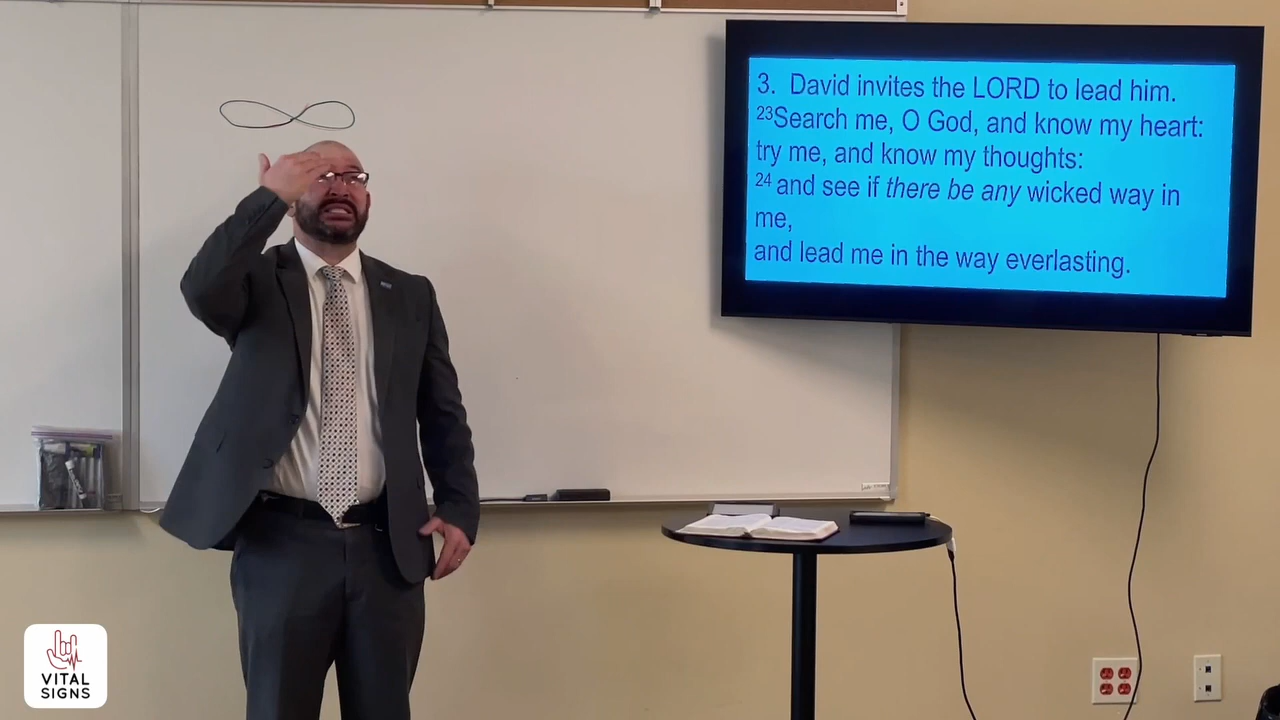 3. David invites the LORD to lead him.
23Search me, O God, and know my heart:
try me, and know my thoughts:
24 and see if there be any wicked way in
me,
and lead me in the way everlasting.
VITAL
SIGNS